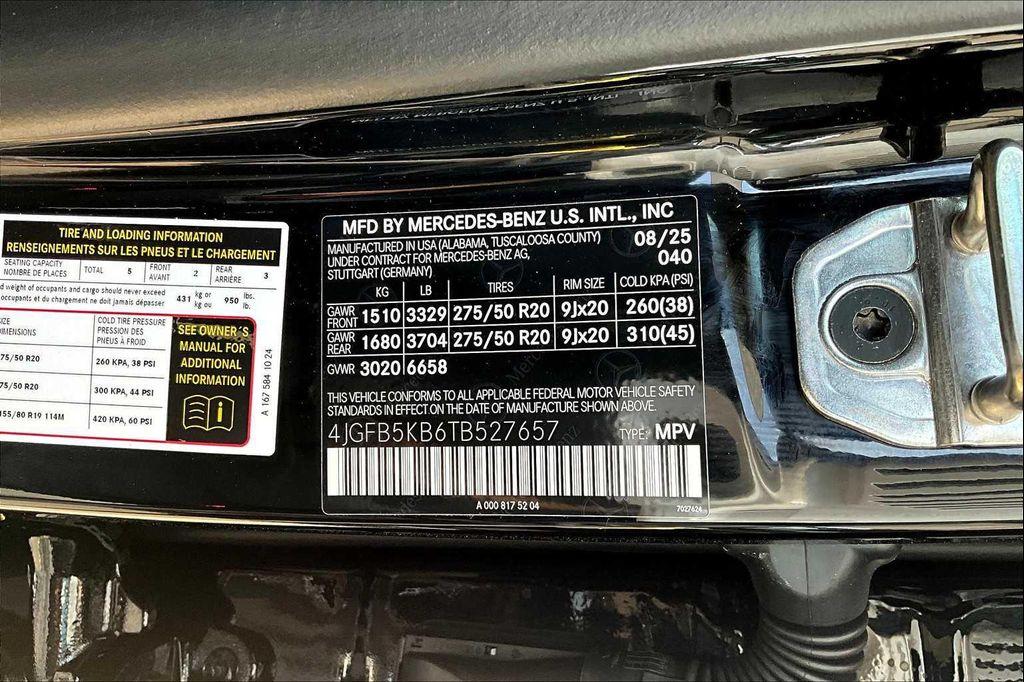 TIRE AND LOADING INFORMATION
RENSEIGNEMENTS SUR LES PNEUS ET LE CHARGEMENT
SEATING CAPACITY
NOMBRE DE PLACES
TOTAL 5
FRONT
AVANT
2
REAR
ARRIÈRE
3
weight of occupants and cargo should never exceed
occupants et du chargement ne doit jamais dépasser
431 kg or
kg ou
950 lbs.
lb.
COLD TIRE PRESSURE
PRESSION DES
PNEUS À FROID
75/50 R20 260 KPA, 38 PSI
75/50 R20 300 KPA, 44 PSI
155/80 R19 114M 420 KPA, 60 PSI
SEE OWNER´S
MANUAL FOR
ADDITIONAL
INFORMATION
A 167 584 10 24
MFD BY MERCEDES-BENZ U.S. INTL., INC
MANUFACTURED IN USA (ALABAMA, TUSCALOOSA COUNTY) 08/25
UNDER CONTRACT FOR MERCEDES-BENZ AG, 040
STUTTGART (GERMANY)
KG LB TIRES RIM SIZE COLD KPA (PSI)
GAWR
FRONT 1510 3329 275/50 R20 9Jx20 260(38)
GAWR
REAR 1680 3704 275/50 R20 9Jx20 310(45)
GVWR 3020 6658
THIS VEHICLE CONFORMS TO ALL APPLICABLE FEDERAL MOTOR VEHICLE SAFETY
STANDARDS IN EFFECT ON THE DATE OF MANUFACTURE SHOWN ABOVE.
4JGFB5KB6TB527657 TYPE: MPV
A 000 817 52 04
7027624